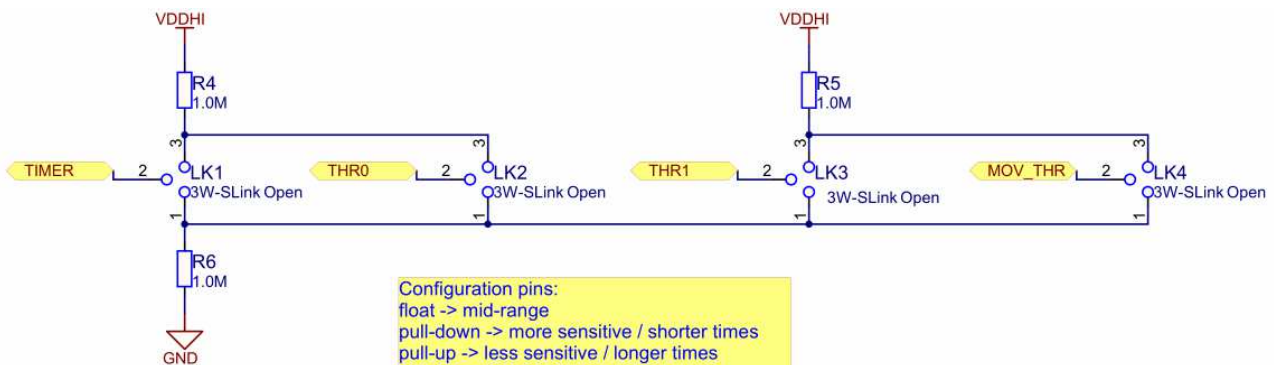 VDDHI
VDDHI
R4
1.0M
R5
1.0M
3
3
3
3
TIMER
2
LK1
3W-SLink Open
THR0
2
LK2
3W-SLink Open
THR1
2
LK3
3W-SLink Open
MOV_THR
2
LK4
3W-SLink Open
1
1
1
1
R6
1.0M
GND
Configuration pins:
float -> mid-range
pull-down -> more sensitive / shorter times
pull-up -> less sensitive / longer times